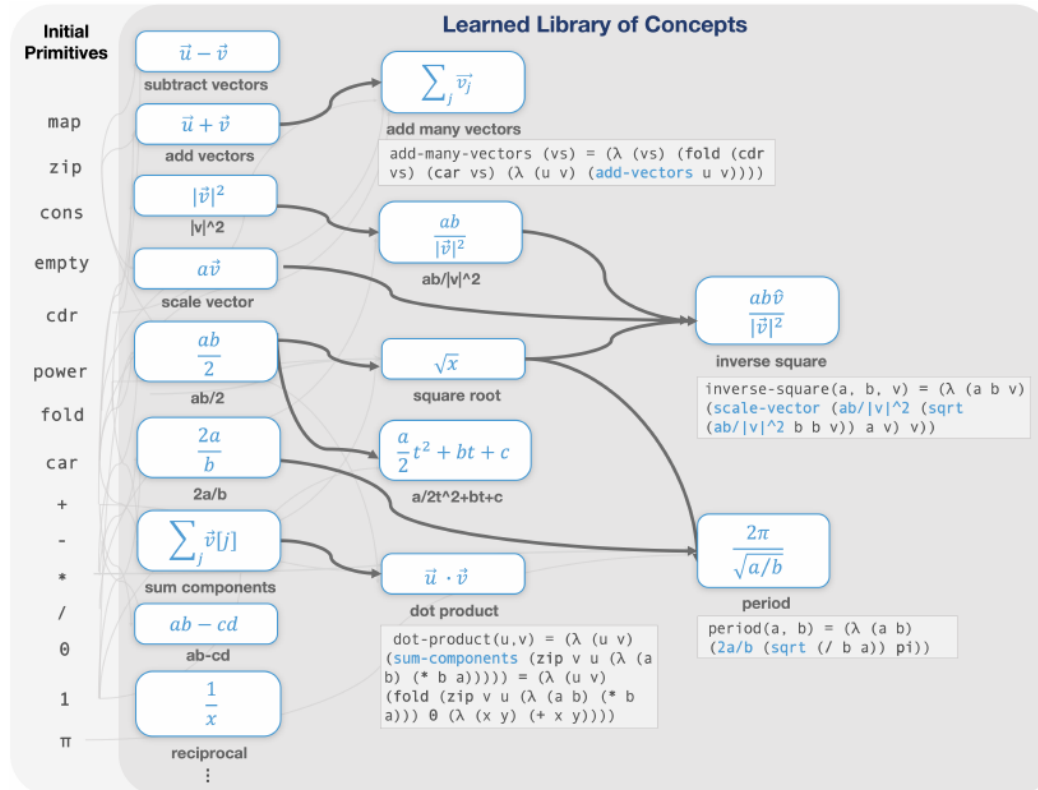 Learned Library of Concepts
Initial
Primitives
map
zip
cons
empty
cdr
power
fold
car
+
-
*
/
0
1
π
u⃗ − v⃗
subtract vectors
u⃗ + v⃗
add vectors
|v⃗|²
|v|^2
av⃗
scale vector
ab/2
ab/2
2a/b
2a/b
∑ⱼ v⃗[j]
sum components
ab − cd
ab-cd
1/x
reciprocal
⋮
∑ⱼ v⃗ⱼ
add many vectors
add-many-vectors (vs) = (λ (vs) (fold (cdr
vs) (car vs) (λ (u v) (add-vectors u v))))
ab/|v⃗|²
ab/|v|^2
√x
square root
a/2 t² + bt + c
a/2t^2+bt+c
u⃗ · v⃗
dot product
dot-product(u,v) = (λ (u v)
(sum-components (zip v u (λ (a
b) (* b a))))) = (λ (u v)
(fold (zip v u (λ (a b) (* b
a))) 0 (λ (x y) (+ x y))))
abv̂/|v⃗|²
inverse square
inverse-square(a, b, v) = (λ (a b v)
(scale-vector (ab/|v|^2 (sqrt
(ab/|v|^2 b b v)) a v) v))
2π/√(a/b)
period
period(a, b) = (λ (a b)
(2a/b (sqrt (/ b a)) pi))